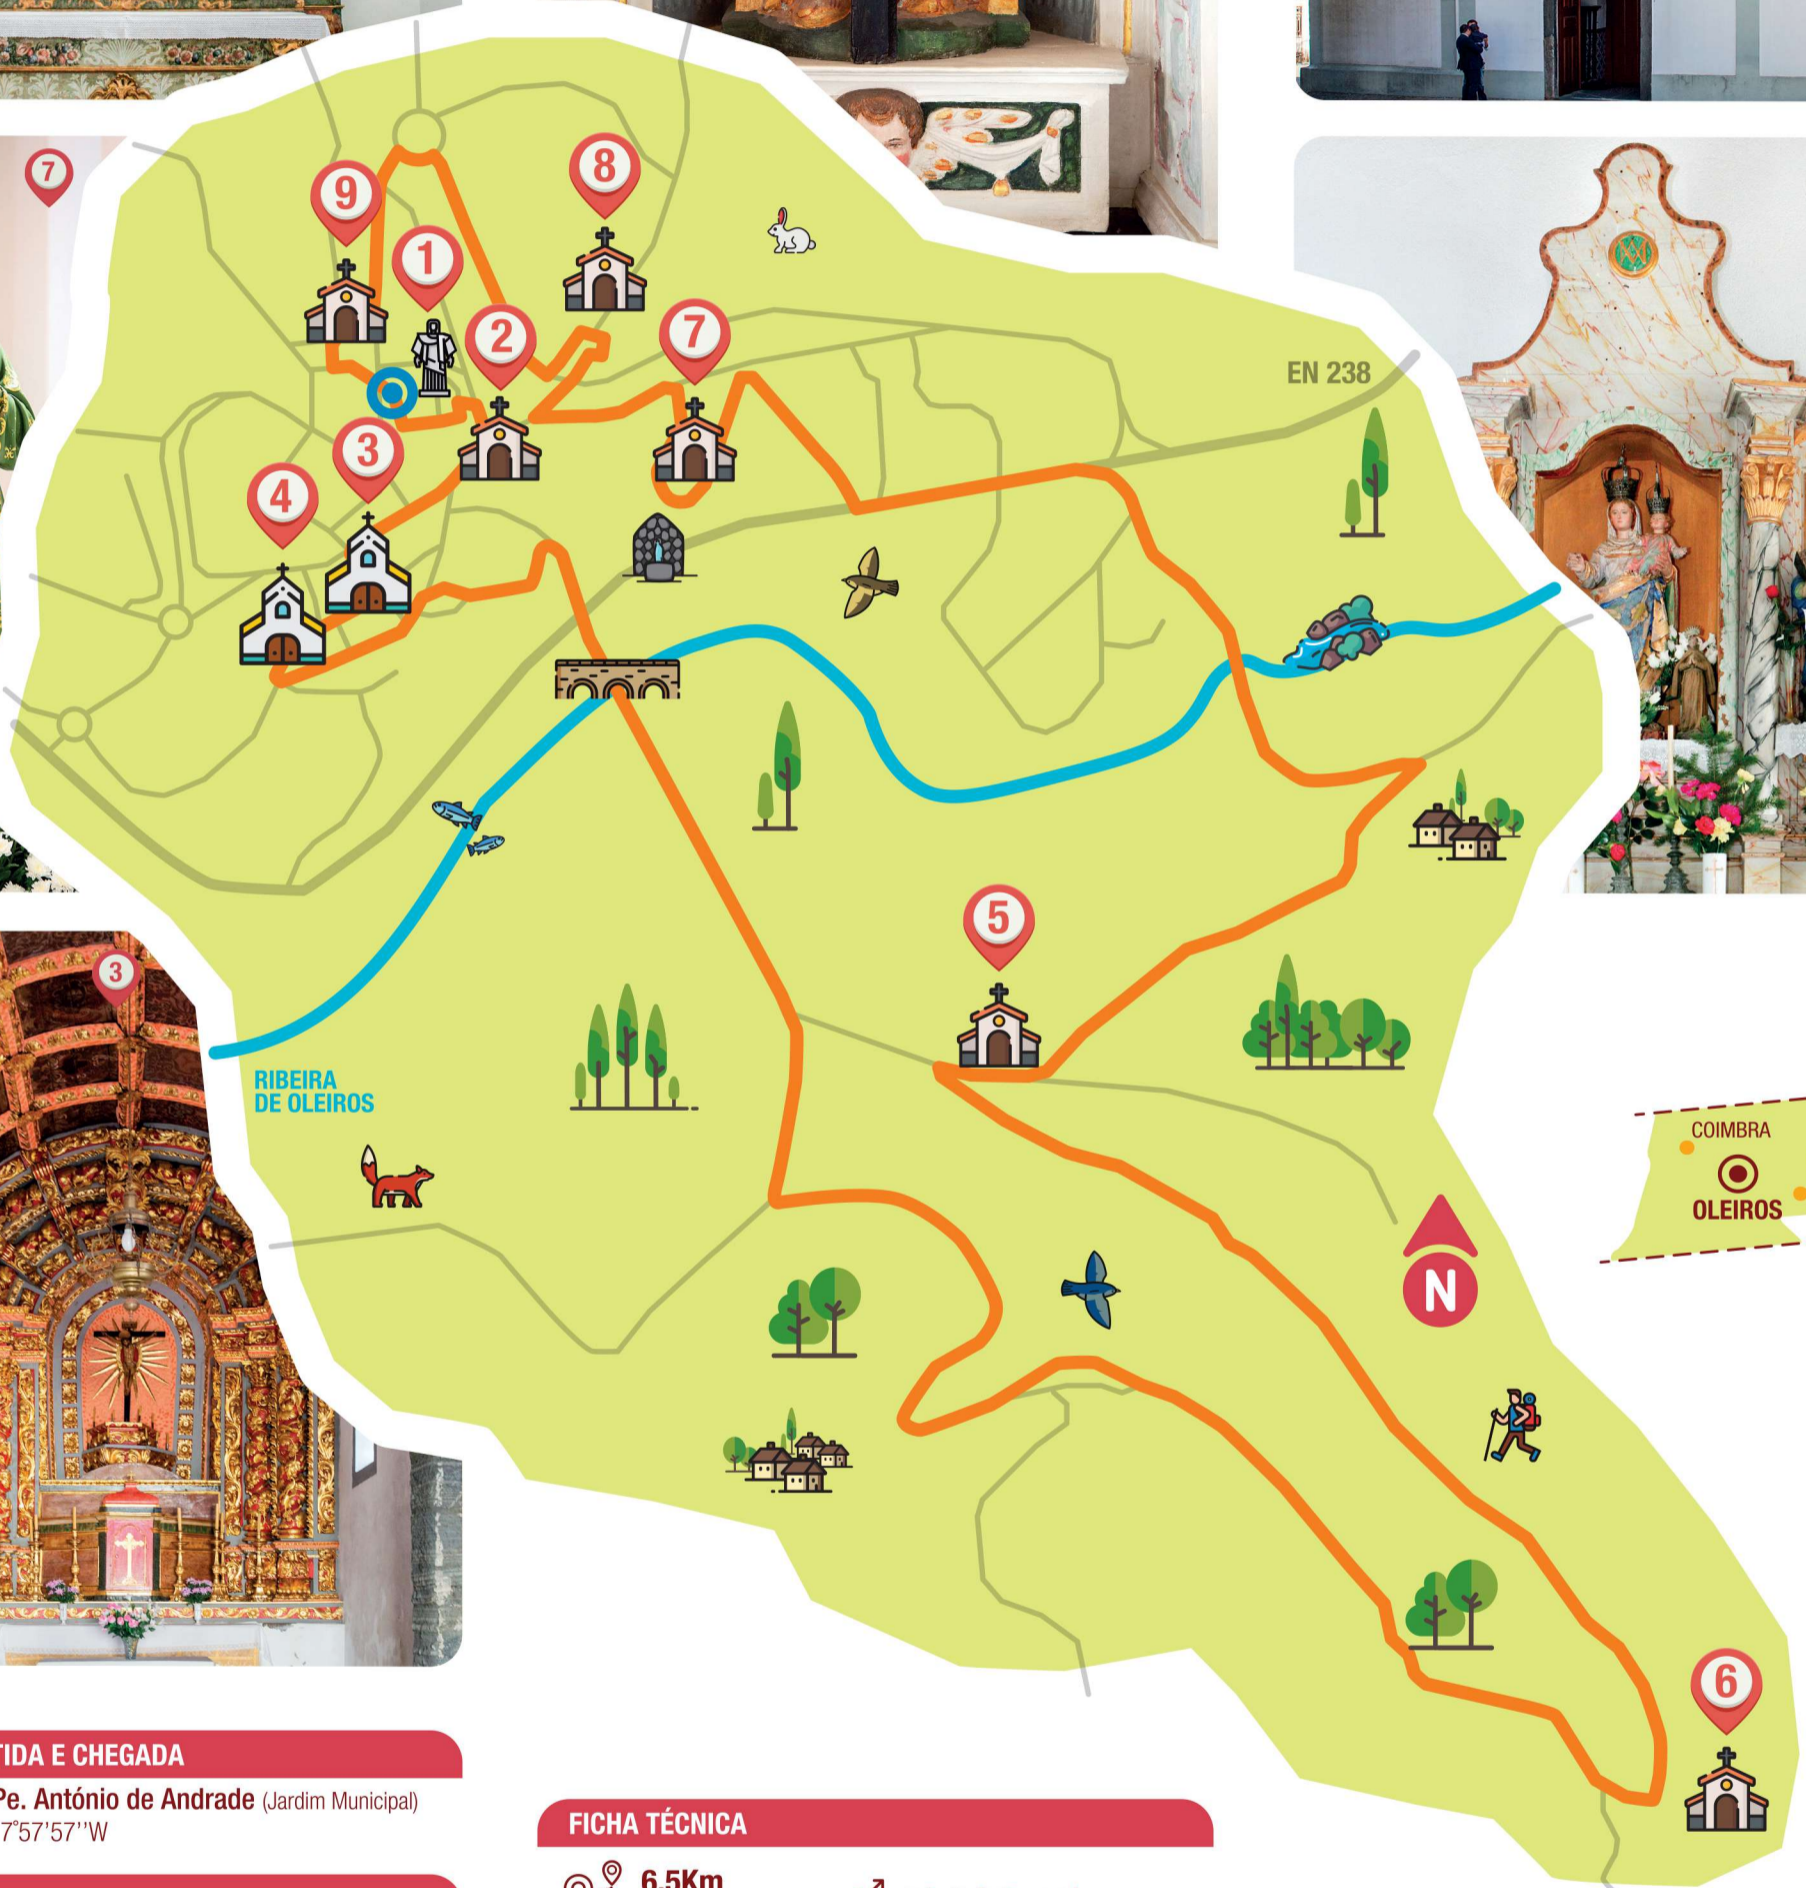 7
9
8
1
2
7
EN 238
3
4
5
3
RIBEIRA
DE OLEIROS
COIMBRA
OLEIROS
N
6
TIDA E CHEGADA
Pe. António de Andrade (Jardim Municipal)
7°57'57''W
FICHA TÉCNICA
6,5Km